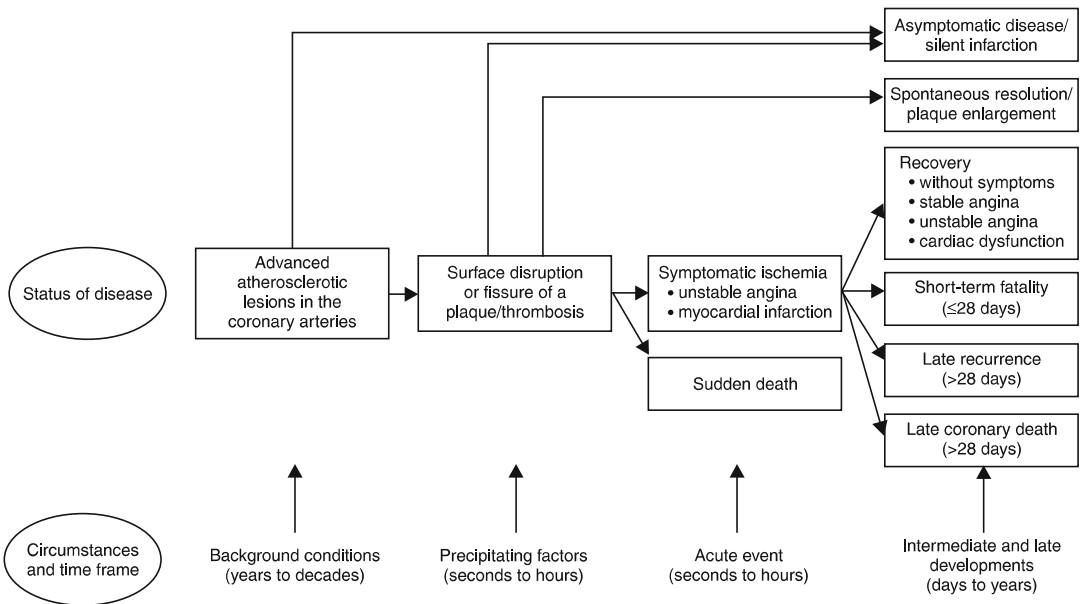 Asymptomatic disease/
silent infarction
Spontaneous resolution/
plaque enlargement
Recovery
• without symptoms
• stable angina
• unstable angina
• cardiac dysfunction
Status of disease
Advanced
atherosclerotic
lesions in the
coronary arteries
Surface disruption
or fissure of a
plaque/thrombosis
Symptomatic ischemia
• unstable angina
• myocardial infarction
Sudden death
Short-term fatality
(≤28 days)
Late recurrence
(>28 days)
Late coronary death
(>28 days)
Circumstances
and time frame
Background conditions
(years to decades)
Precipitating factors
(seconds to hours)
Acute event
(seconds to hours)
Intermediate and late
developments
(days to years)